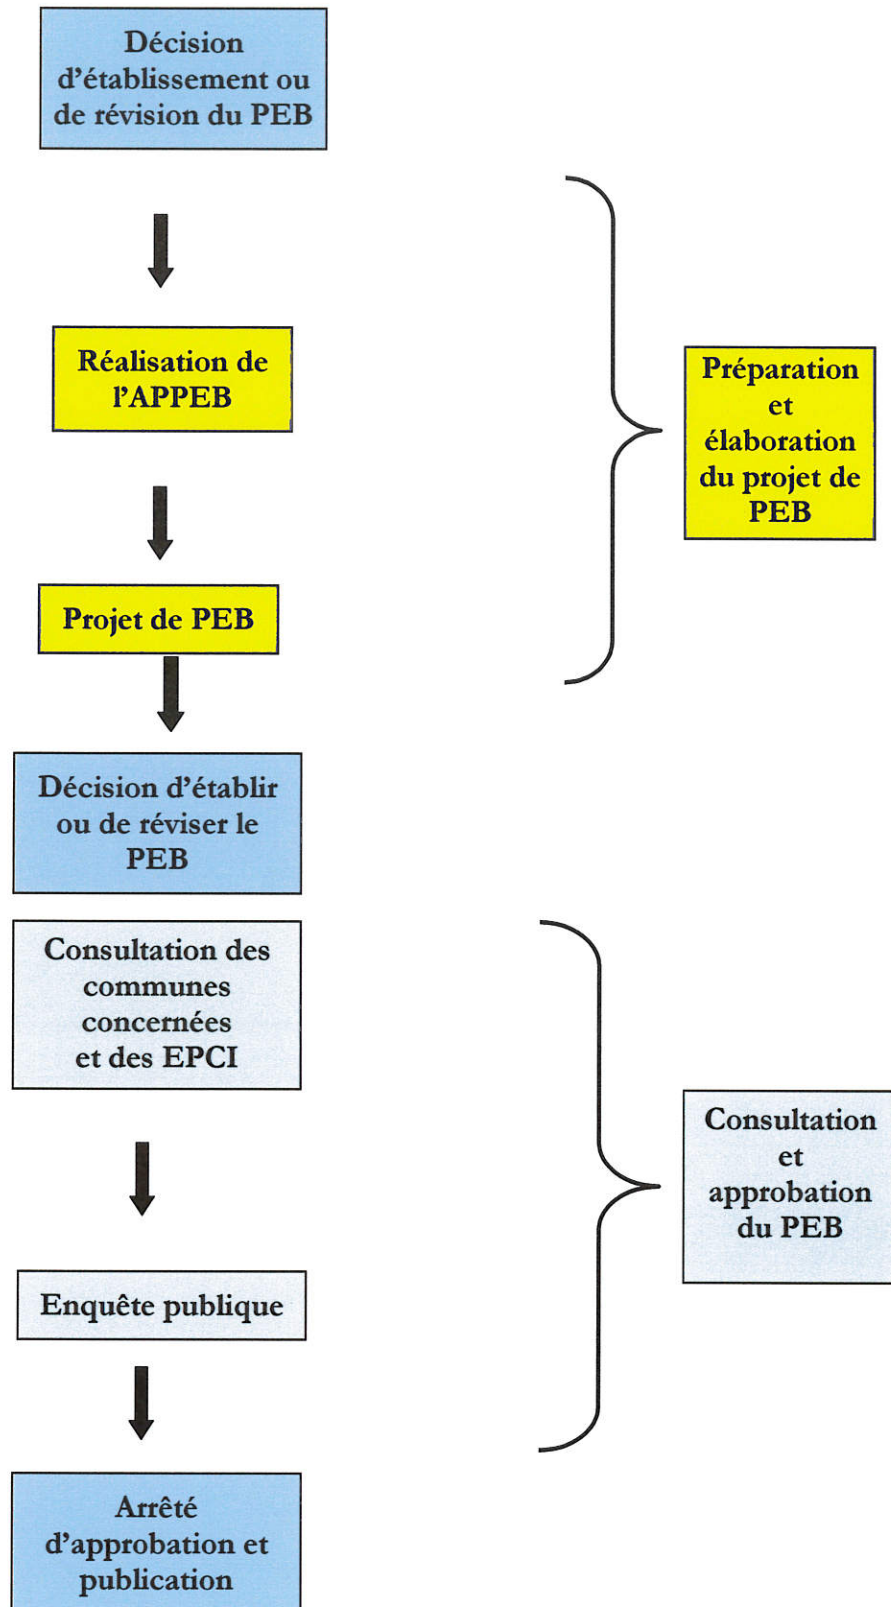 Décision
d'établissement ou
de révision du PEB
Réalisation de
l'APPEB
Préparation
et
élaboration
du projet de
PEB
Projet de PEB
Décision d'établir
ou de réviser le
PEB
Consultation des
communes
concernées
et des EPCI
Consultation
et
approbation
du PEB
Enquête publique
Arrêté
d'approbation et
publication